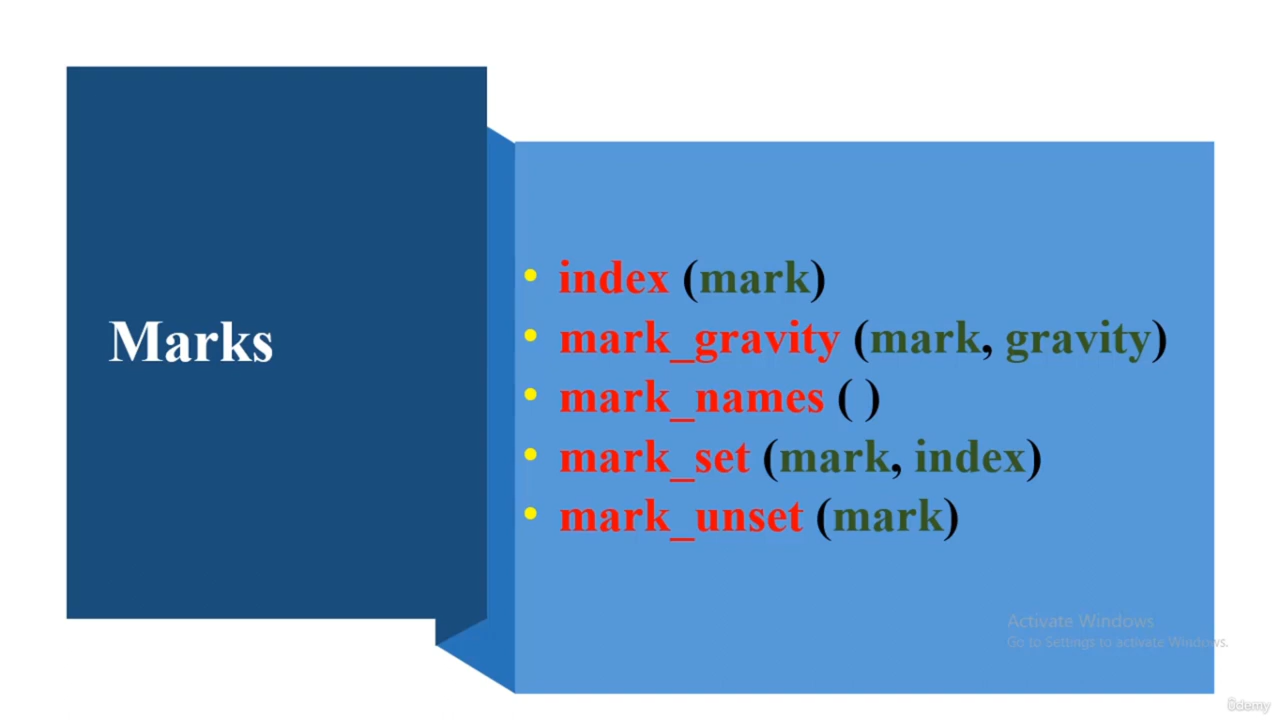 Marks
• index (mark)
• mark_gravity (mark, gravity)
• mark_names ( )
• mark_set (mark, index)
• mark_unset (mark)
Activate Windows
Go to Settings to activate Windows.
ûdemy